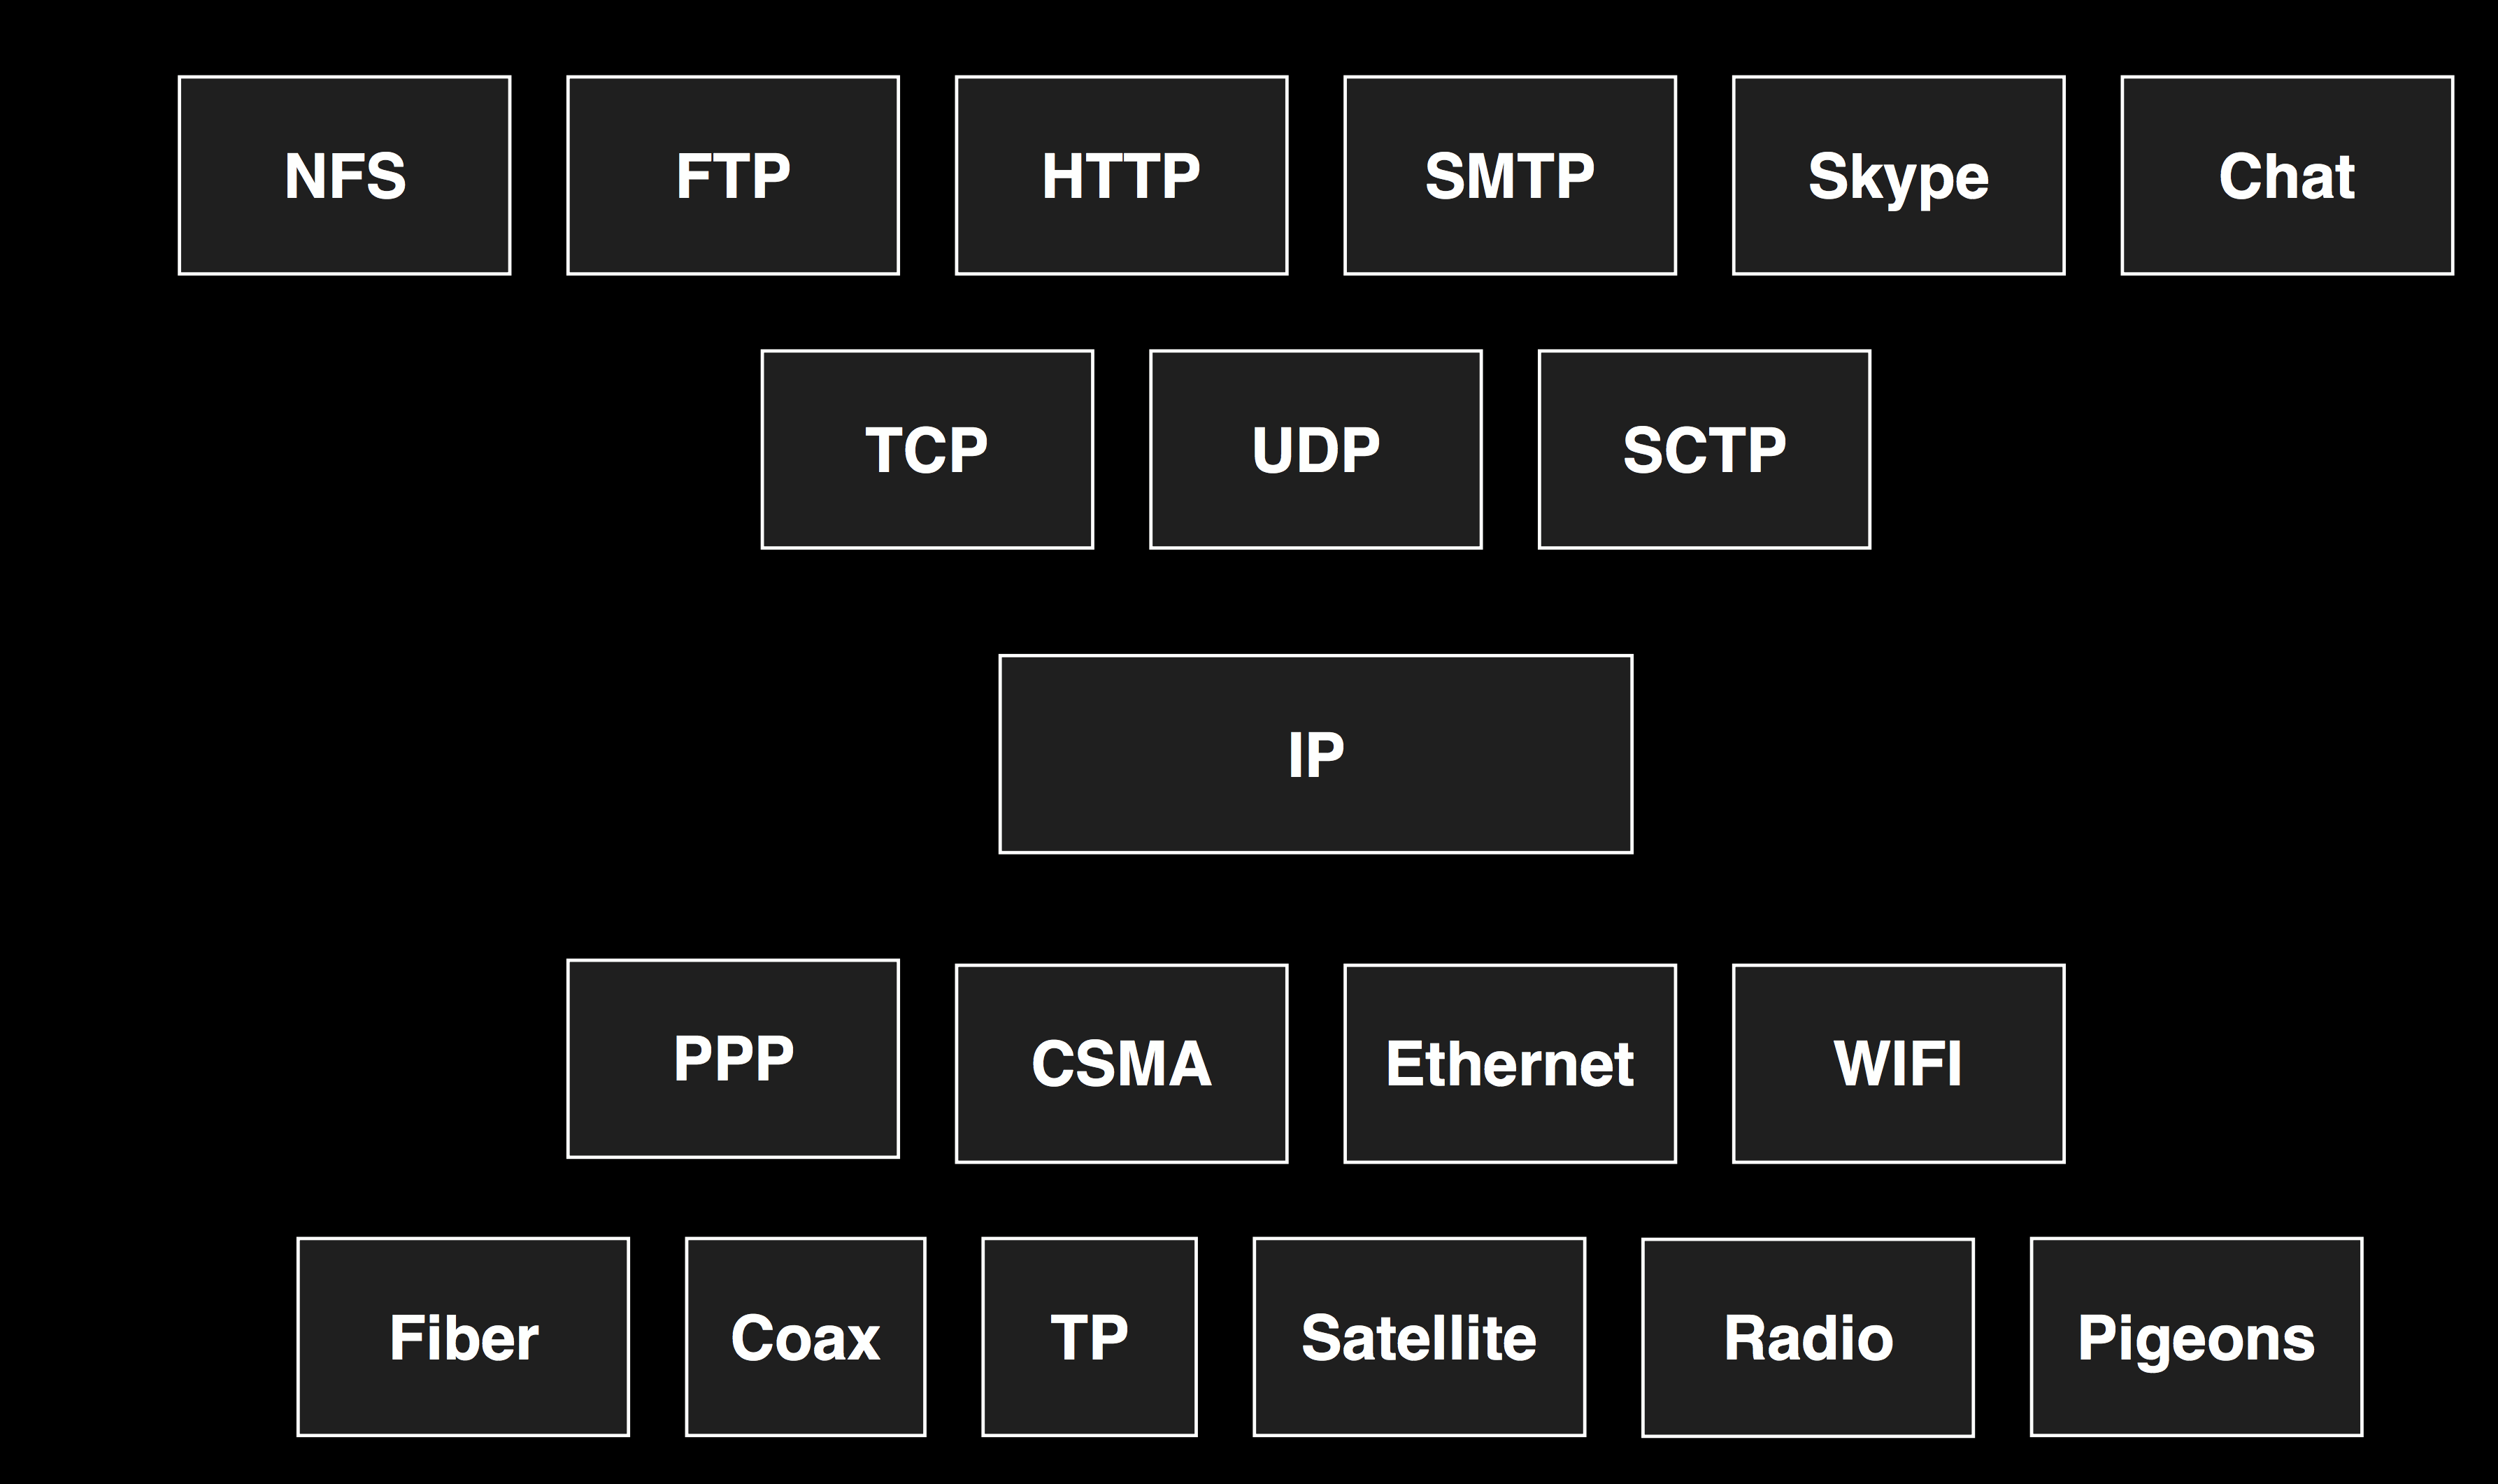 NFS FTP HTTP SMTP Skype Chat
TCP UDP SCTP
IP
PPP CSMA Ethernet WIFI
Fiber Coax TP Satellite Radio Pigeons